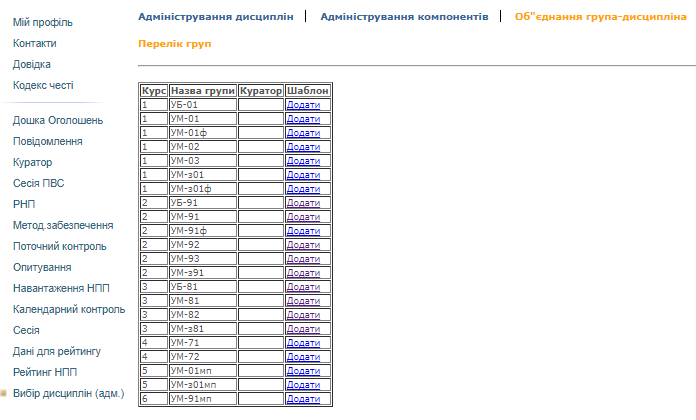 Мій профіль
Контакти
Довідка
Кодекс честі
Дошка Оголошень
Повідомлення
Куратор
Сесія ПВС
РНП
Метод.забезпечення
Поточний контроль
Опитування
Навантаження НПП
Календарний контроль
Сесія
Дані для рейтингу
Рейтинг НПП
Вибір дисциплін (адм.)
Адміністрування дисциплін | Адміністрування компонентів | Об"єднання група-дисципліна
Перелік груп
Курс Назва групи Куратор Шаблон
1 УБ-01 Додати
1 УМ-01 Додати
1 УМ-01ф Додати
1 УМ-02 Додати
1 УМ-03 Додати
1 УМ-з01 Додати
1 УМ-з01ф Додати
2 УБ-91 Додати
2 УМ-91 Додати
2 УМ-91ф Додати
2 УМ-92 Додати
2 УМ-93 Додати
2 УМ-з91 Додати
3 УБ-81 Додати
3 УМ-81 Додати
3 УМ-82 Додати
3 УМ-з81 Додати
4 УМ-71 Додати
4 УМ-72 Додати
5 УМ-01мп Додати
5 УМ-з01мп Додати
6 УМ-91мп Додати